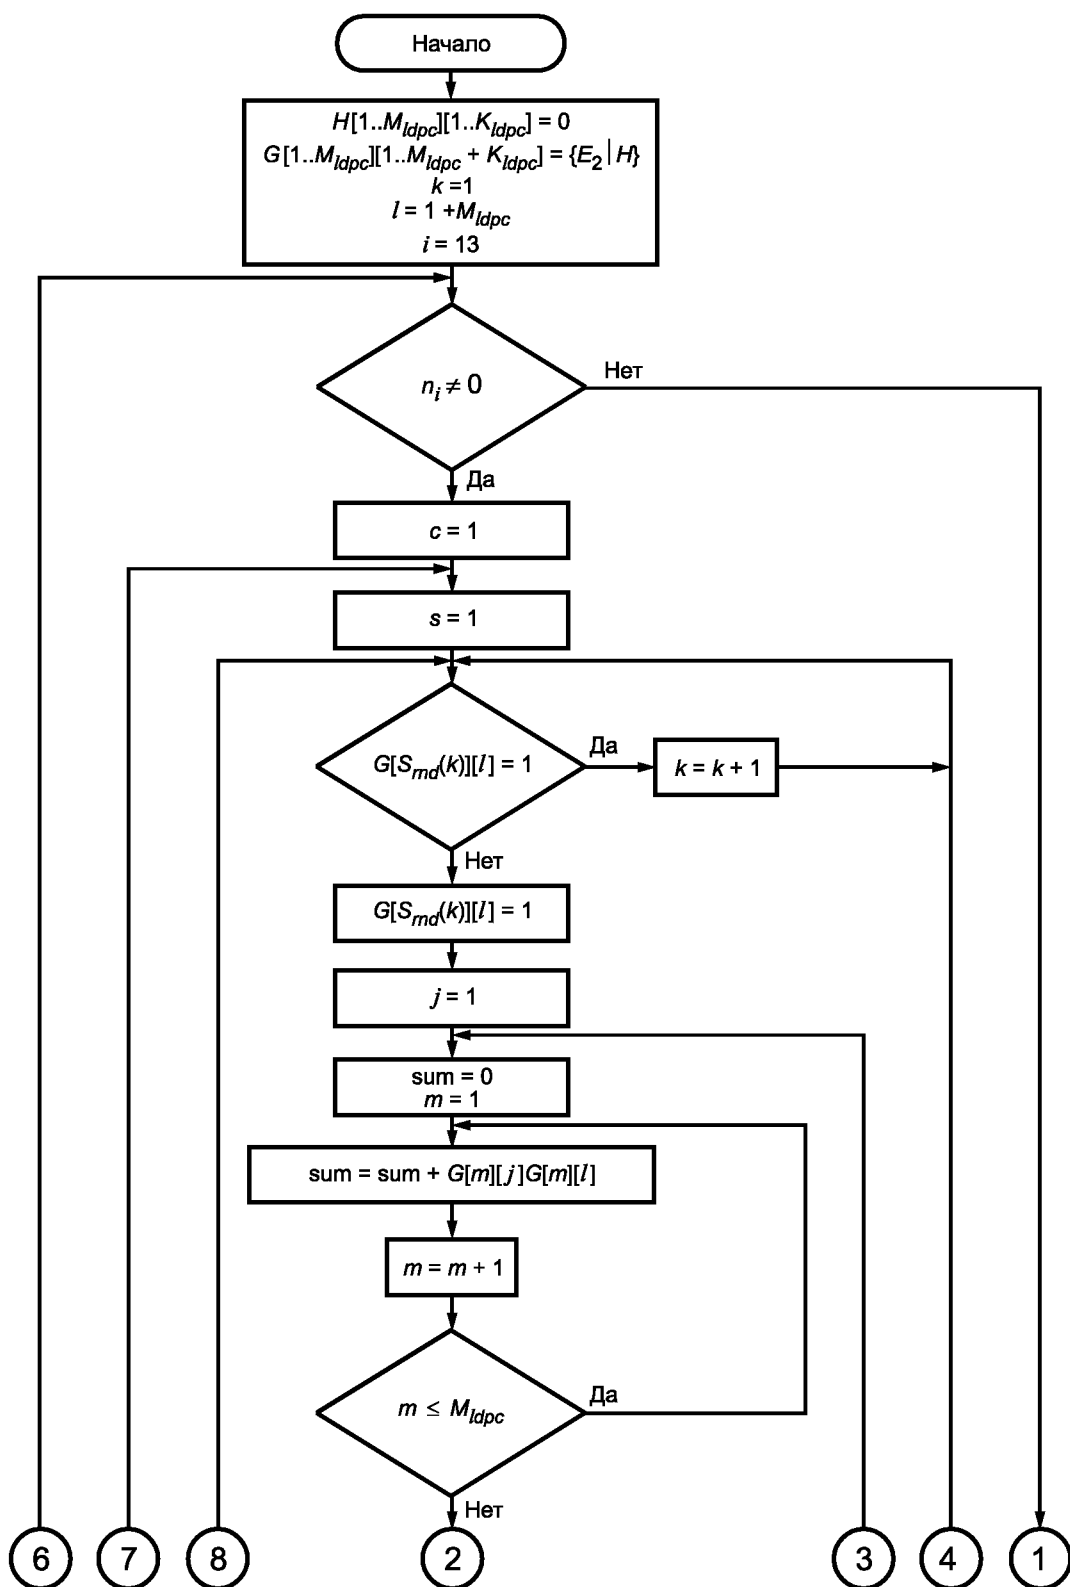 Начало
H[1..M_ldpc][1..K_ldpc] = 0
G[1..M_ldpc][1..M_ldpc + K_ldpc] = {E_2 | H}
k =1
l = 1 +M_ldpc
i = 13
n_i ≠ 0
Нет
Да
c = 1
s = 1
G[S_rnd(k)][l] = 1
Да
k = k + 1
Нет
G[S_rnd(k)][l] = 1
j = 1
sum = 0
m = 1
sum = sum + G[m][j]G[m][l]
m = m + 1
m ≤ M_ldpc
Да
Нет
6 7 8 2 3 4 1